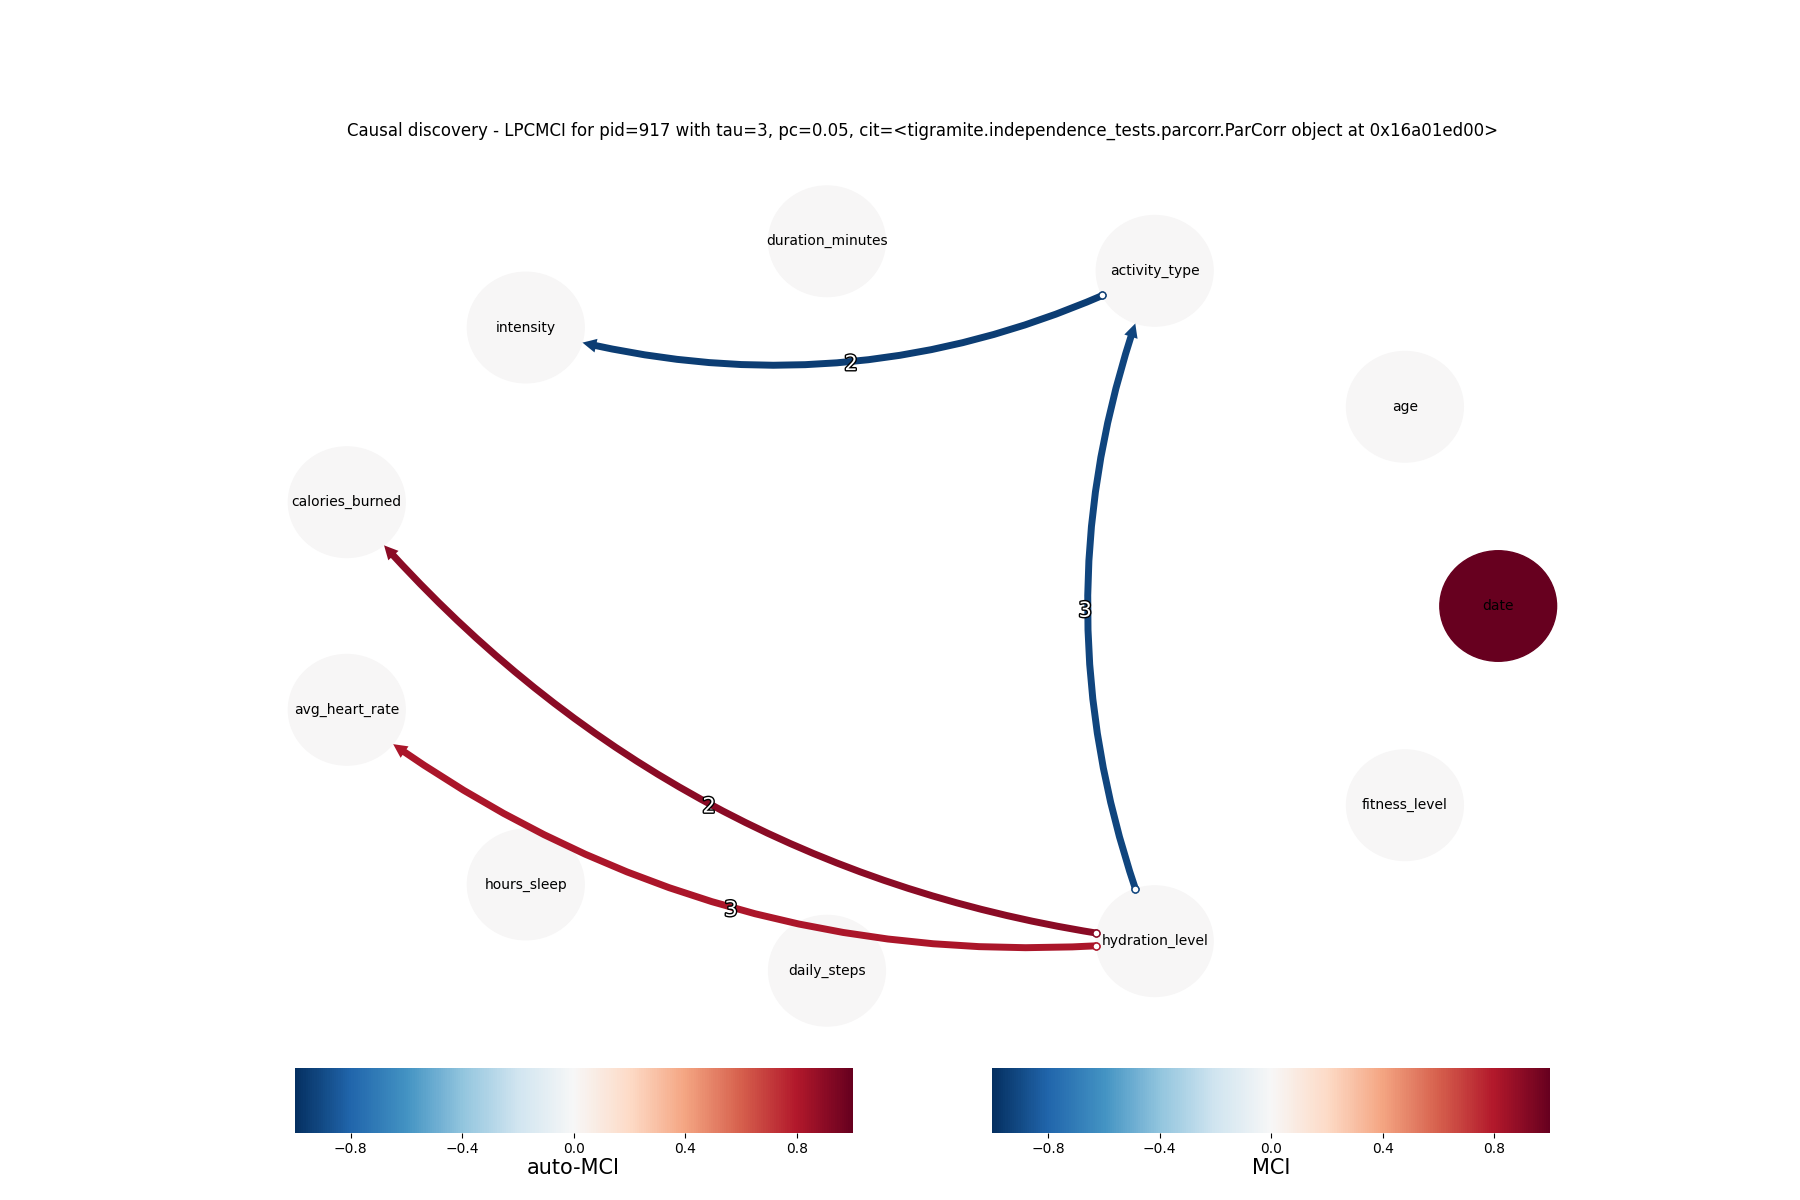 Causal discovery - LPCMCI for pid=917 with tau=3, pc=0.05, cit=<tigramite.independence_tests.parcorr.ParCorr object at 0x16a01ed00>
duration_minutes
activity_type
intensity
2
age
calories_burned
date
3
avg_heart_rate
2
fitness_level
hours_sleep
3
hydration_level
daily_steps
−0.8 −0.4 0.0 0.4 0.8
auto-MCI
−0.8 −0.4 0.0 0.4 0.8
MCI